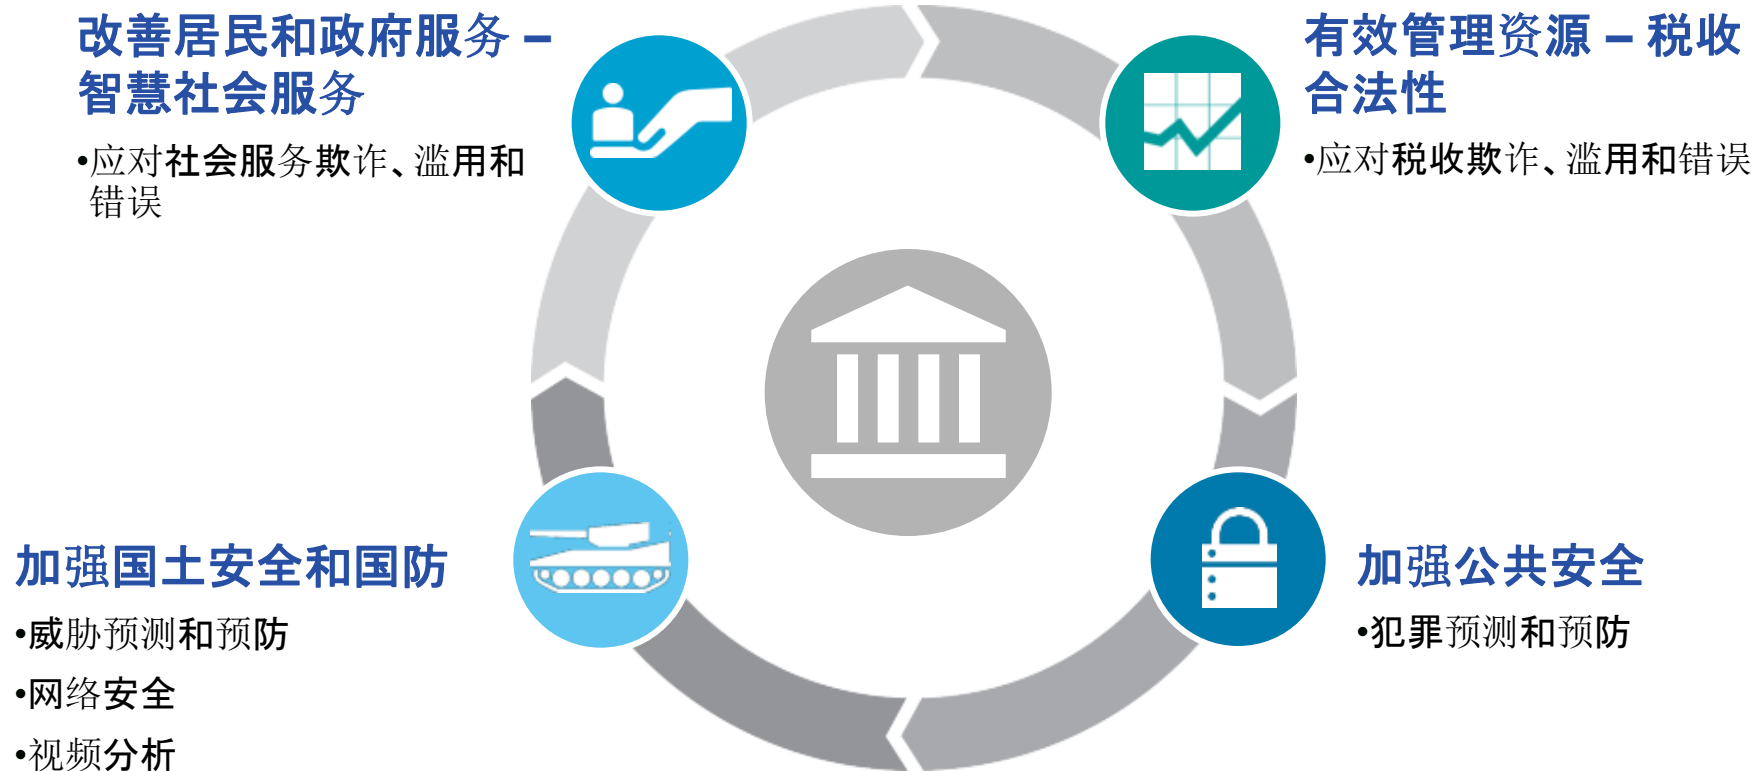 改善居民和政府服务 –
智慧社会服务
•应对社会服务欺诈、滥用和
错误
有效管理资源 – 税收
合法性
•应对税收欺诈、滥用和错误
加强国土安全和国防
•威胁预测和预防
•网络安全
•视频分析
加强公共安全
•犯罪预测和预防